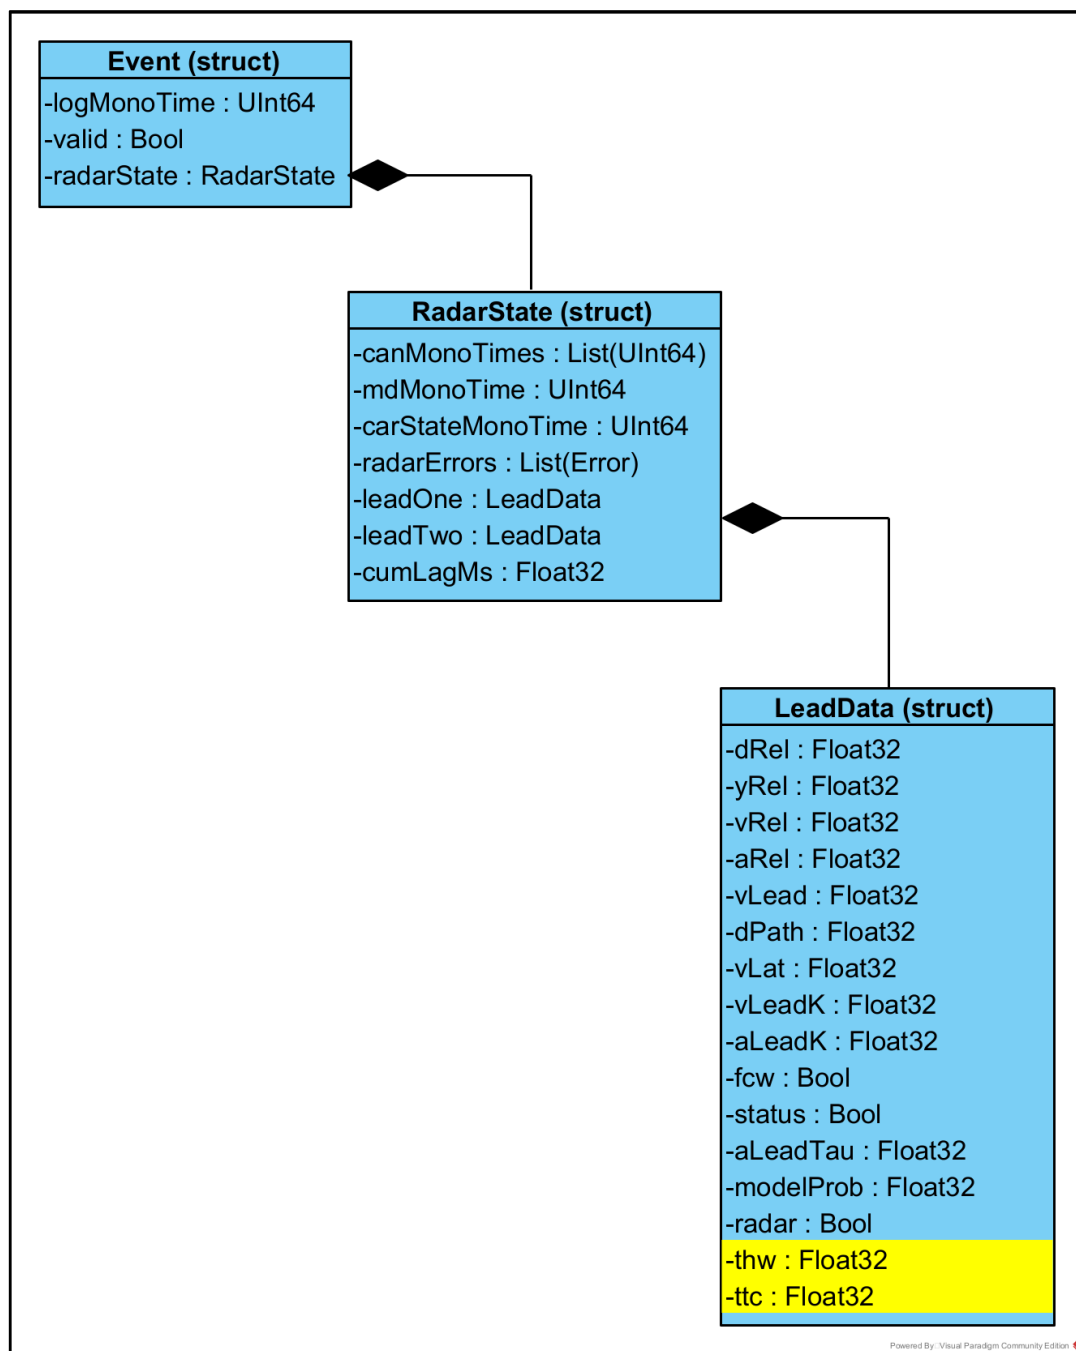 Event (struct)
-logMonoTime : UInt64
-valid : Bool
-radarState : RadarState
RadarState (struct)
-canMonoTimes : List(UInt64)
-mdMonoTime : UInt64
-carStateMonoTime : UInt64
-radarErrors : List(Error)
-leadOne : LeadData
-leadTwo : LeadData
-cumLagMs : Float32
LeadData (struct)
-dRel : Float32
-yRel : Float32
-vRel : Float32
-aRel : Float32
-vLead : Float32
-dPath : Float32
-vLat : Float32
-vLeadK : Float32
-aLeadK : Float32
-fcw : Bool
-status : Bool
-aLeadTau : Float32
-modelProb : Float32
-radar : Bool
-thw : Float32
-ttc : Float32
Powered By Visual Paradigm Community Edition